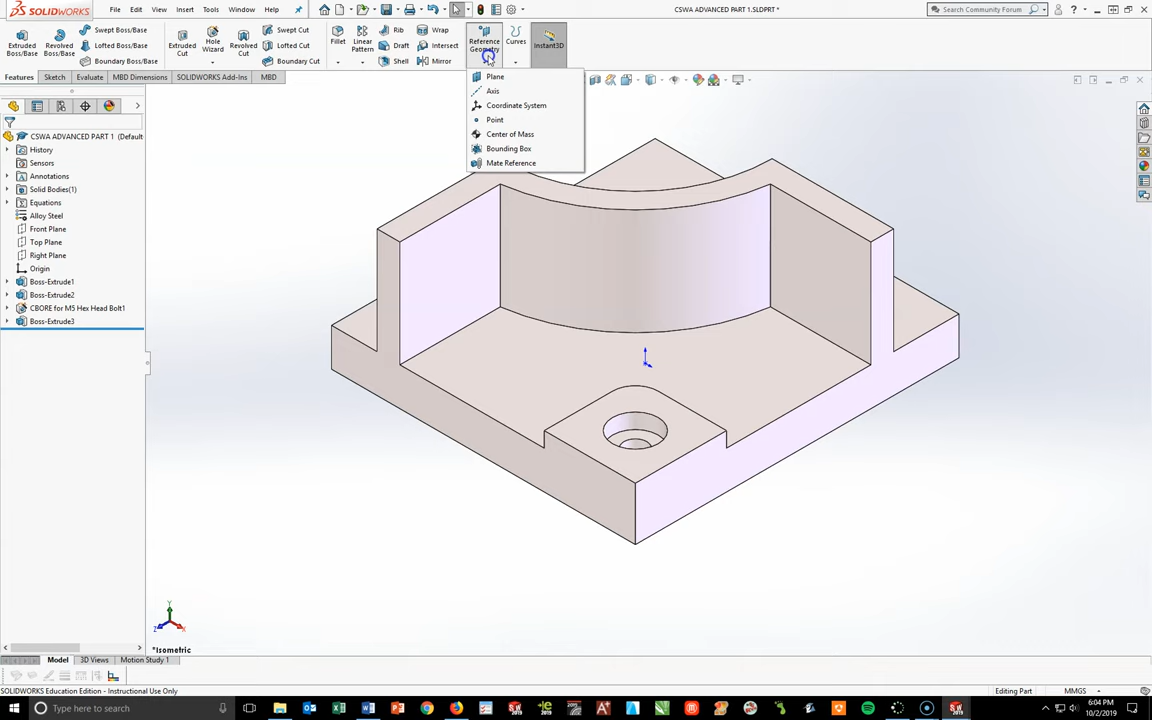 SOLIDWORKS
File
Edit
View
Insert
Tools
Window
Help
CSWA ADVANCED PART 1.SLDPRT *
Search Community Forum
Extruded
Boss/Base
Revolved
Boss/Base
Swept Boss/Base
Lofted Boss/Base
Boundary Boss/Base
Extruded
Cut
Hole
Wizard
Revolved
Cut
Swept Cut
Lofted Cut
Boundary Cut
Fillet
Linear
Pattern
Rib
Draft
Shell
Wrap
Intersect
Mirror
Reference
Geometry
Curves
Instant3D
Features
Sketch
Evaluate
MBD Dimensions
SOLIDWORKS Add-Ins
MBD
Plane
Axis
Coordinate System
Point
Center of Mass
Bounding Box
Mate Reference
CSWA ADVANCED PART 1 (Default
History
Sensors
Annotations
Solid Bodies(1)
Equations
Alloy Steel
Front Plane
Top Plane
Right Plane
Origin
Boss-Extrude1
Boss-Extrude2
CBORE for M5 Hex Head Bolt1
Boss-Extrude3
Y
Z
X
*Isometric
Model
3D Views
Motion Study 1
SOLIDWORKS Education Edition - Instructional Use Only
Editing Part
MMGS
Type here to search
6:04 PM
10/2/2019